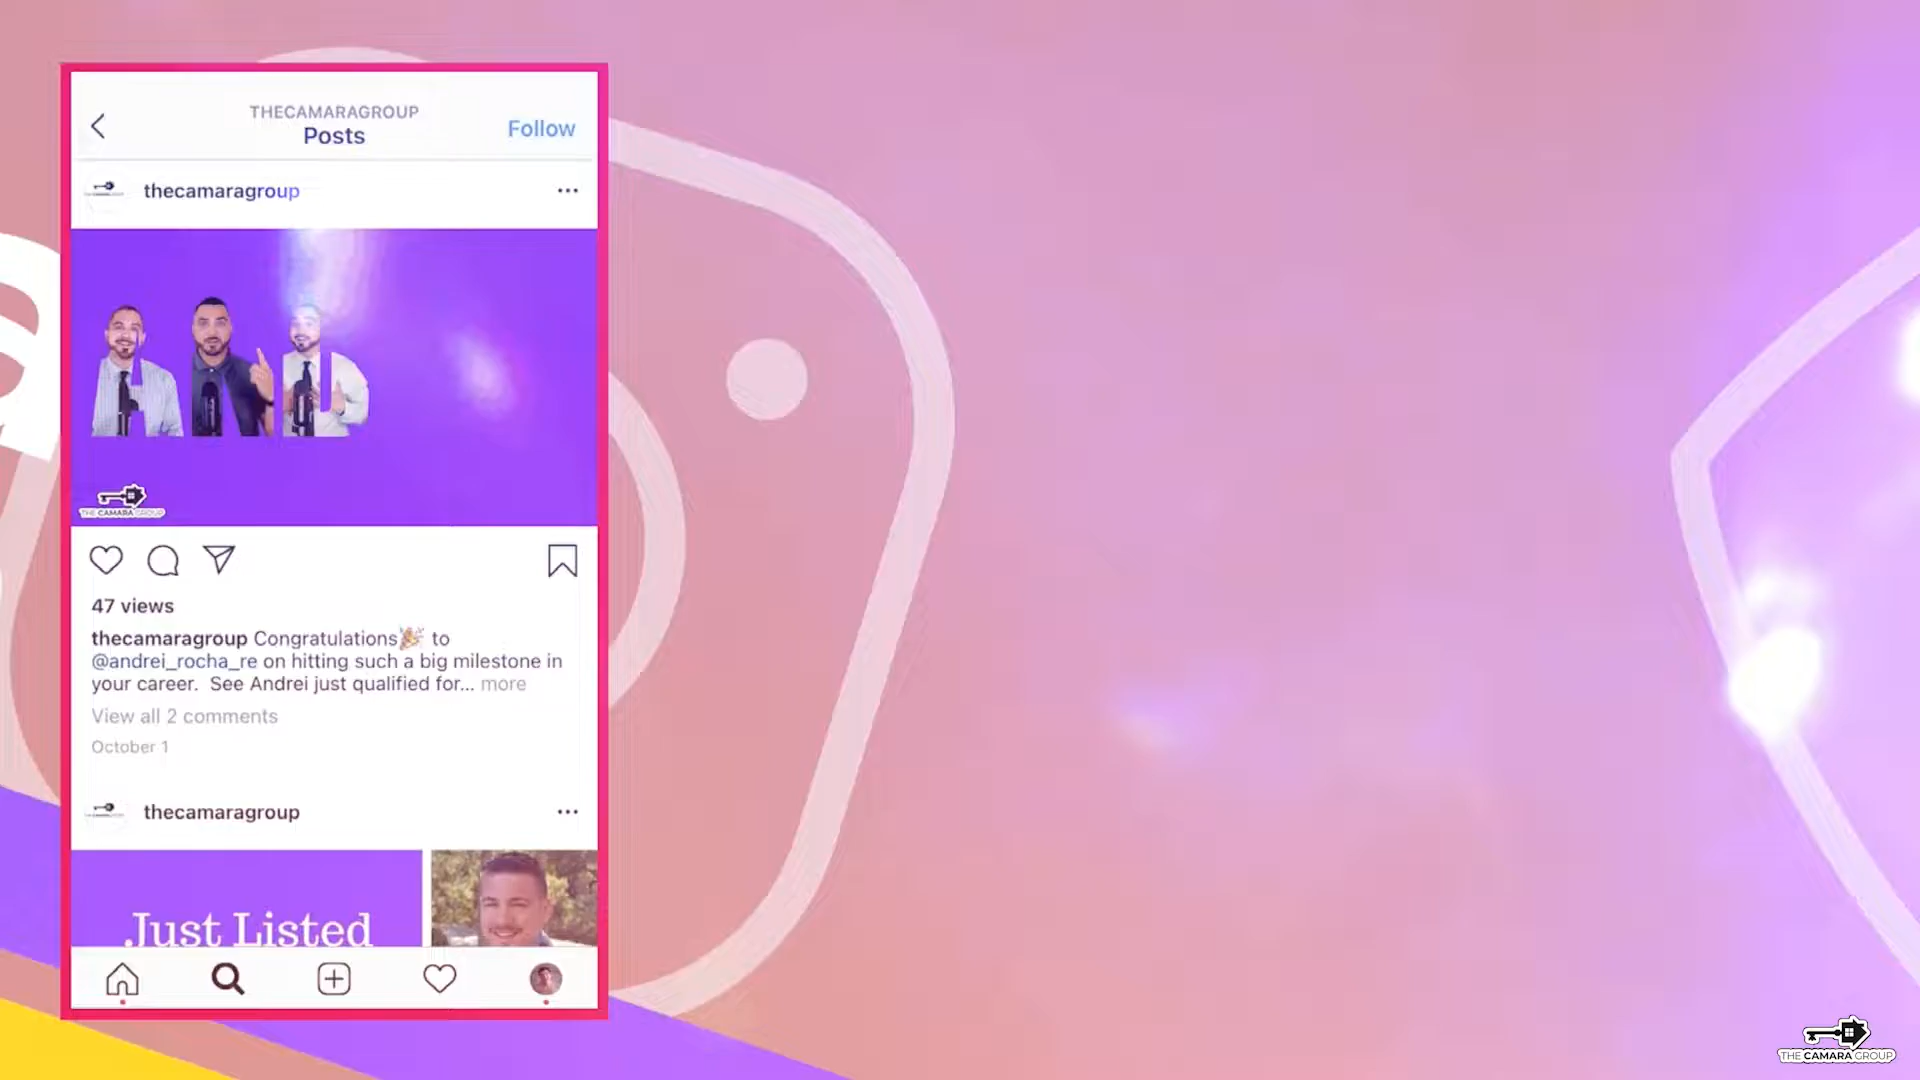 THECAMARAGROUP
Posts
Follow
thecamaragroup
THE CAMARA GROUP
47 views
thecamaragroup Congratulations🎉 to
@andrei_rocha_re on hitting such a big milestone in
your career. See Andrei just qualified for... more
View all 2 comments
October 1
thecamaragroup
Just Listed
THE CAMARA GROUP